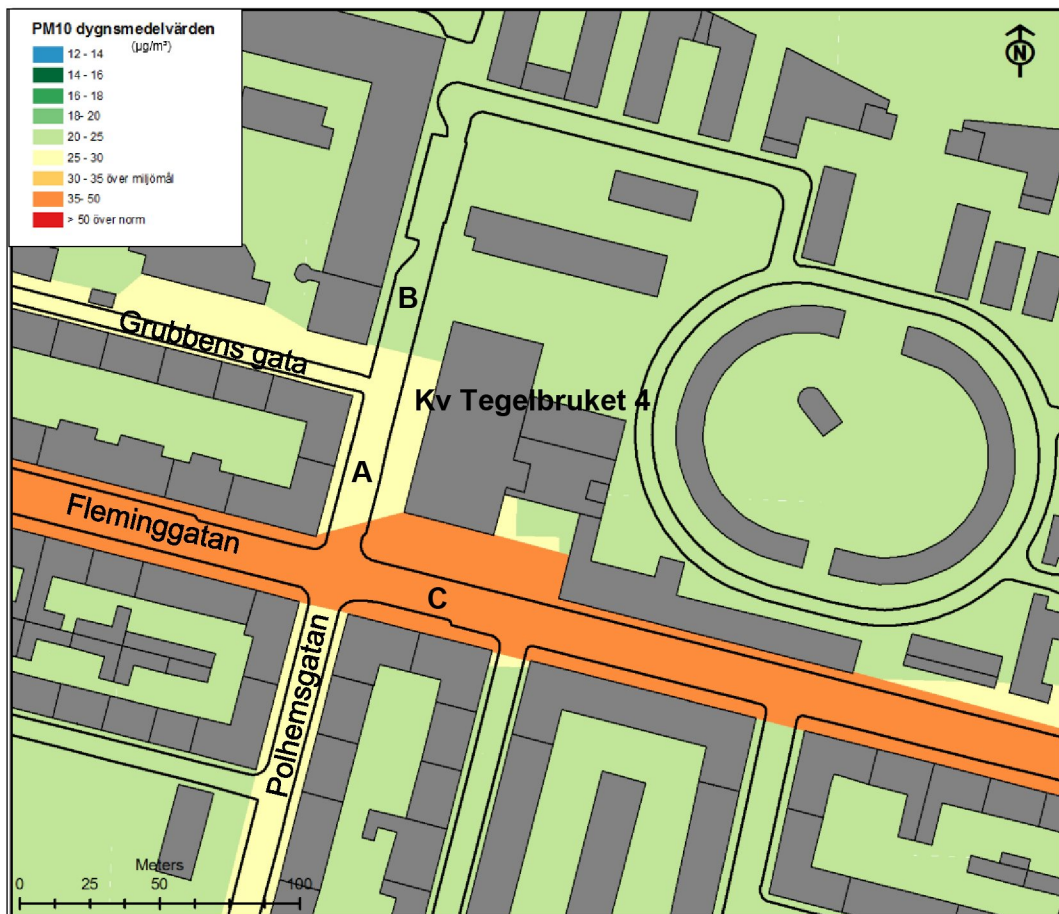 PM10 dygnsmedelvärden
(µg/m³)
12 - 14
14 - 16
16 - 18
18- 20
20 - 25
25 - 30
30 - 35 över miljömål
35- 50
> 50 över norm
N
B
Grubbens gata
Kv Tegelbruket 4
A
Fleminggatan
C
Polhemsgatan
Meters
0 25 50 100